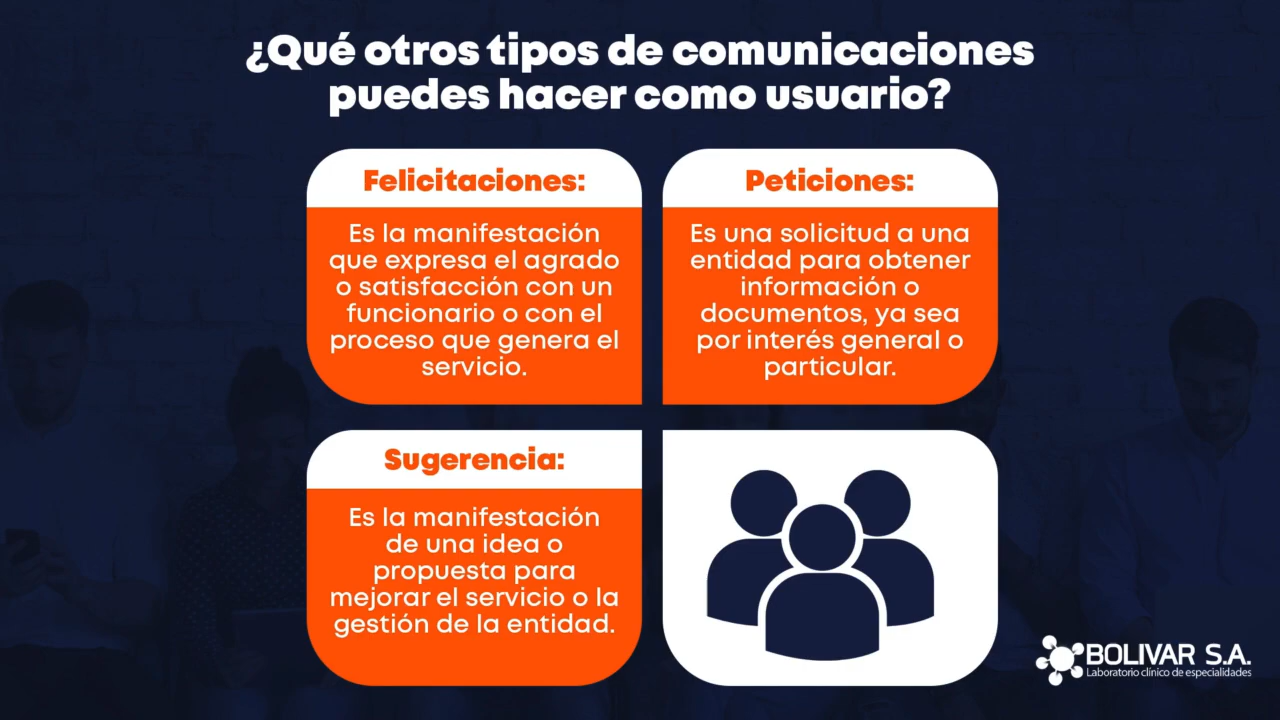 ¿Qué otros tipos de comunicaciones
puedes hacer como usuario?
Felicitaciones:
Es la manifestación
que expresa el agrado
o satisfacción con un
funcionario o con el
proceso que genera el
servicio.
Peticiones:
Es una solicitud a una
entidad para obtener
información o
documentos, ya sea
por interés general o
particular.
Sugerencia:
Es la manifestación
de una idea o
propuesta para
mejorar el servicio o la
gestión de la entidad.
BOLIVAR S.A.
Laboratorio clínico de especialidades